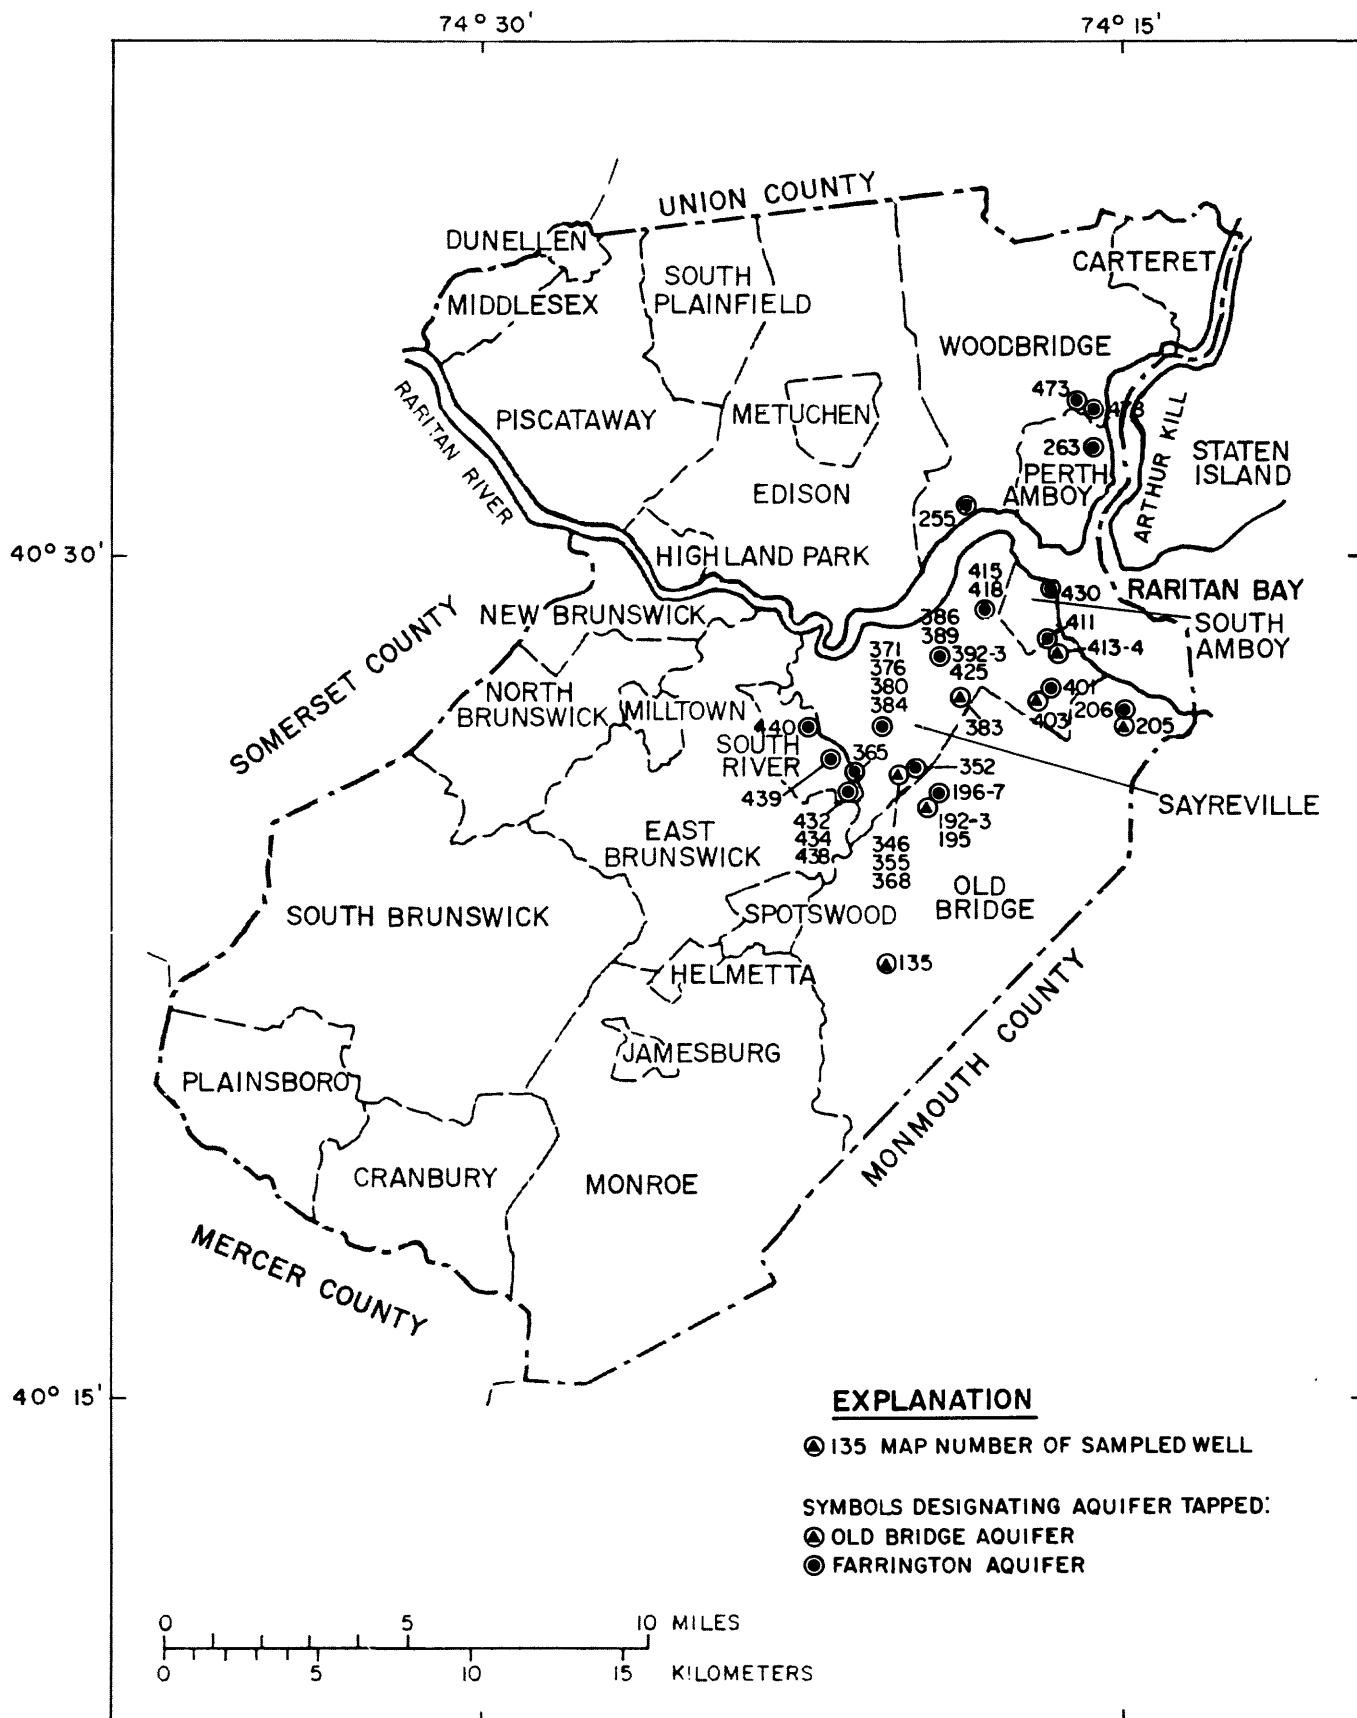 74° 30'
74° 15'
UNION COUNTY
DUNELLEN
CARTERET
SOUTH
PLAINFIELD
MIDDLESEX
WOODBRIDGE
473
PISCATAWAY
METUCHEN
RARITAN RIVER
263
ARTHUR KILL
STATEN
ISLAND
PERTH
AMBOY
EDISON
255
40° 30'
HIGHLAND PARK
415
418
430
RARITAN BAY
NEW BRUNSWICK
386
389
411
SOUTH
AMBOY
371
376
380
384
392-3
425
413-4
SOMERSET COUNTY
NORTH
BRUNSWICK
MILLTOWN
401
403
206
205
440
383
SOUTH
RIVER
365
352
439
196-7
SAYREVILLE
432
434
438
192-3
195
EAST
BRUNSWICK
346
355
368
OLD
BRIDGE
SOUTH BRUNSWICK
SPOTSWOOD
135
HELMETTA
MONMOUTH COUNTY
JAMESBURG
PLAINSBORO
CRANBURY
MONROE
MERCER COUNTY
40° 15'
EXPLANATION
135 MAP NUMBER OF SAMPLED WELL
SYMBOLS DESIGNATING AQUIFER TAPPED:
OLD BRIDGE AQUIFER
FARRINGTON AQUIFER
0 5 10 MILES
0 5 10 15 KILOMETERS